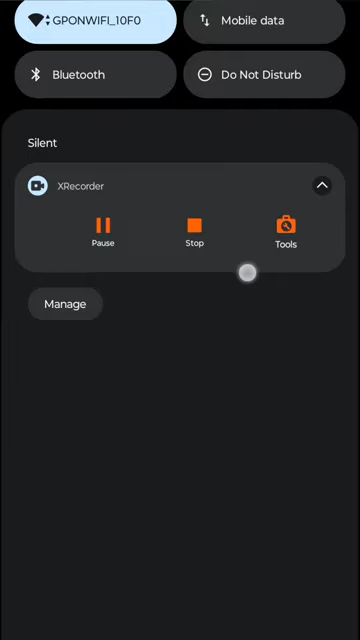 GPONWIFI_10F0
Mobile data
Bluetooth
Do Not Disturb
Silent
XRecorder
Pause
Stop
Tools
Manage